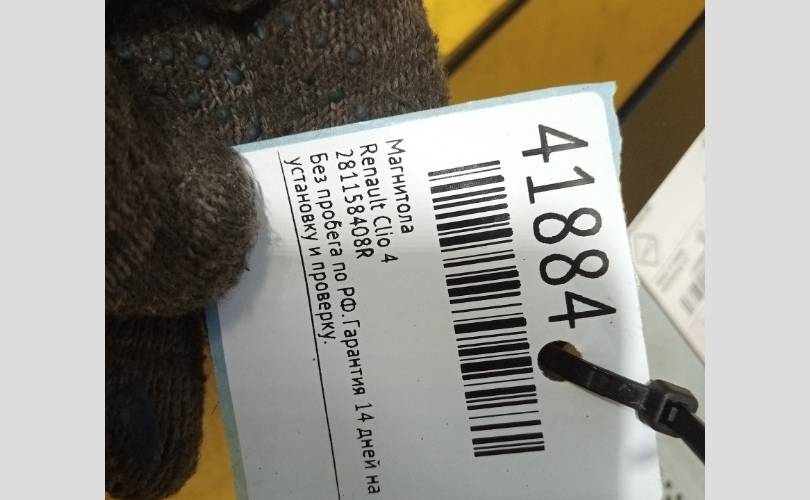 41884
Магнитола
Renault Clio 4
281158408R
Без пробега по РФ.Гарантия 14 дней на
установку и проверку.